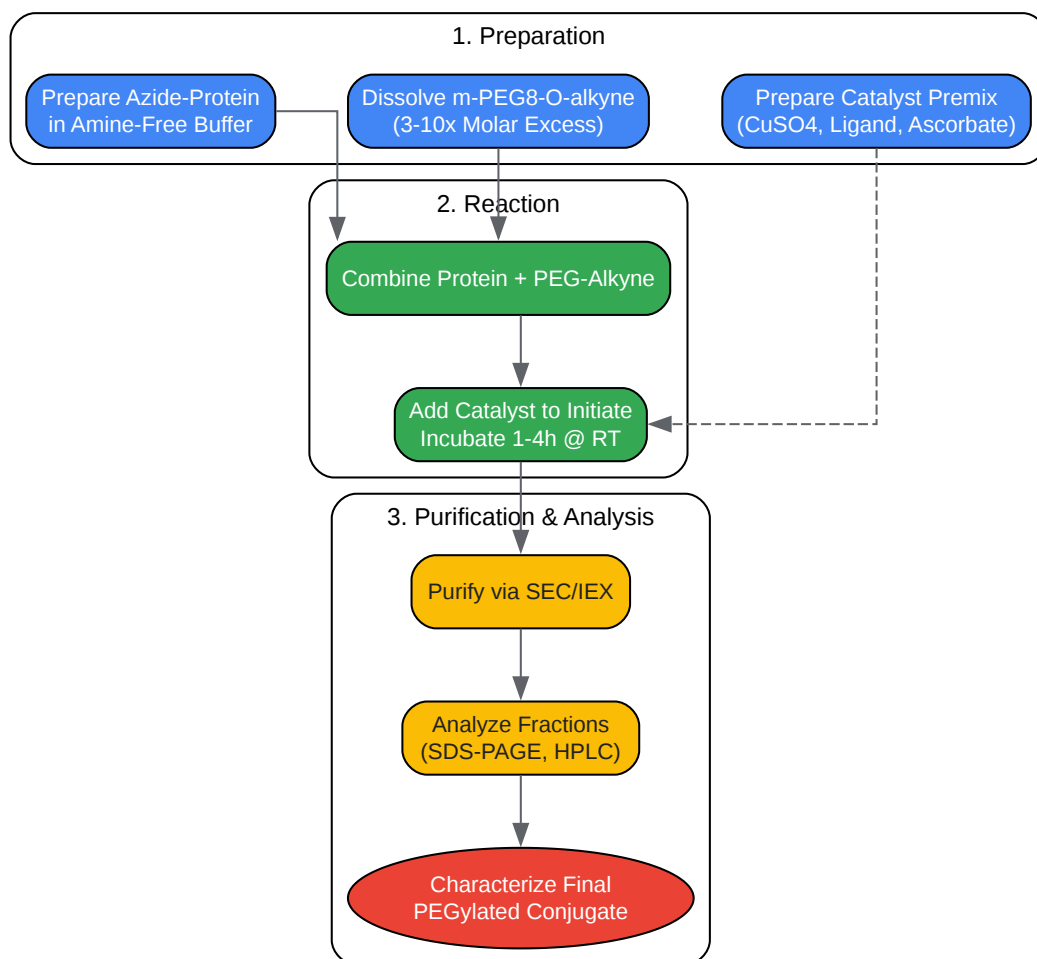 1. Preparation
Prepare Azide-Protein
in Amine-Free Buffer
Dissolve m-PEG8-O-alkyne
(3-10x Molar Excess)
Prepare Catalyst Premix
(CuSO4, Ligand, Ascorbate)
2. Reaction
Combine Protein + PEG-Alkyne
Add Catalyst to Initiate
Incubate 1-4h @ RT
3. Purification & Analysis
Purify via SEC/IEX
Analyze Fractions
(SDS-PAGE, HPLC)
Characterize Final
PEGylated Conjugate